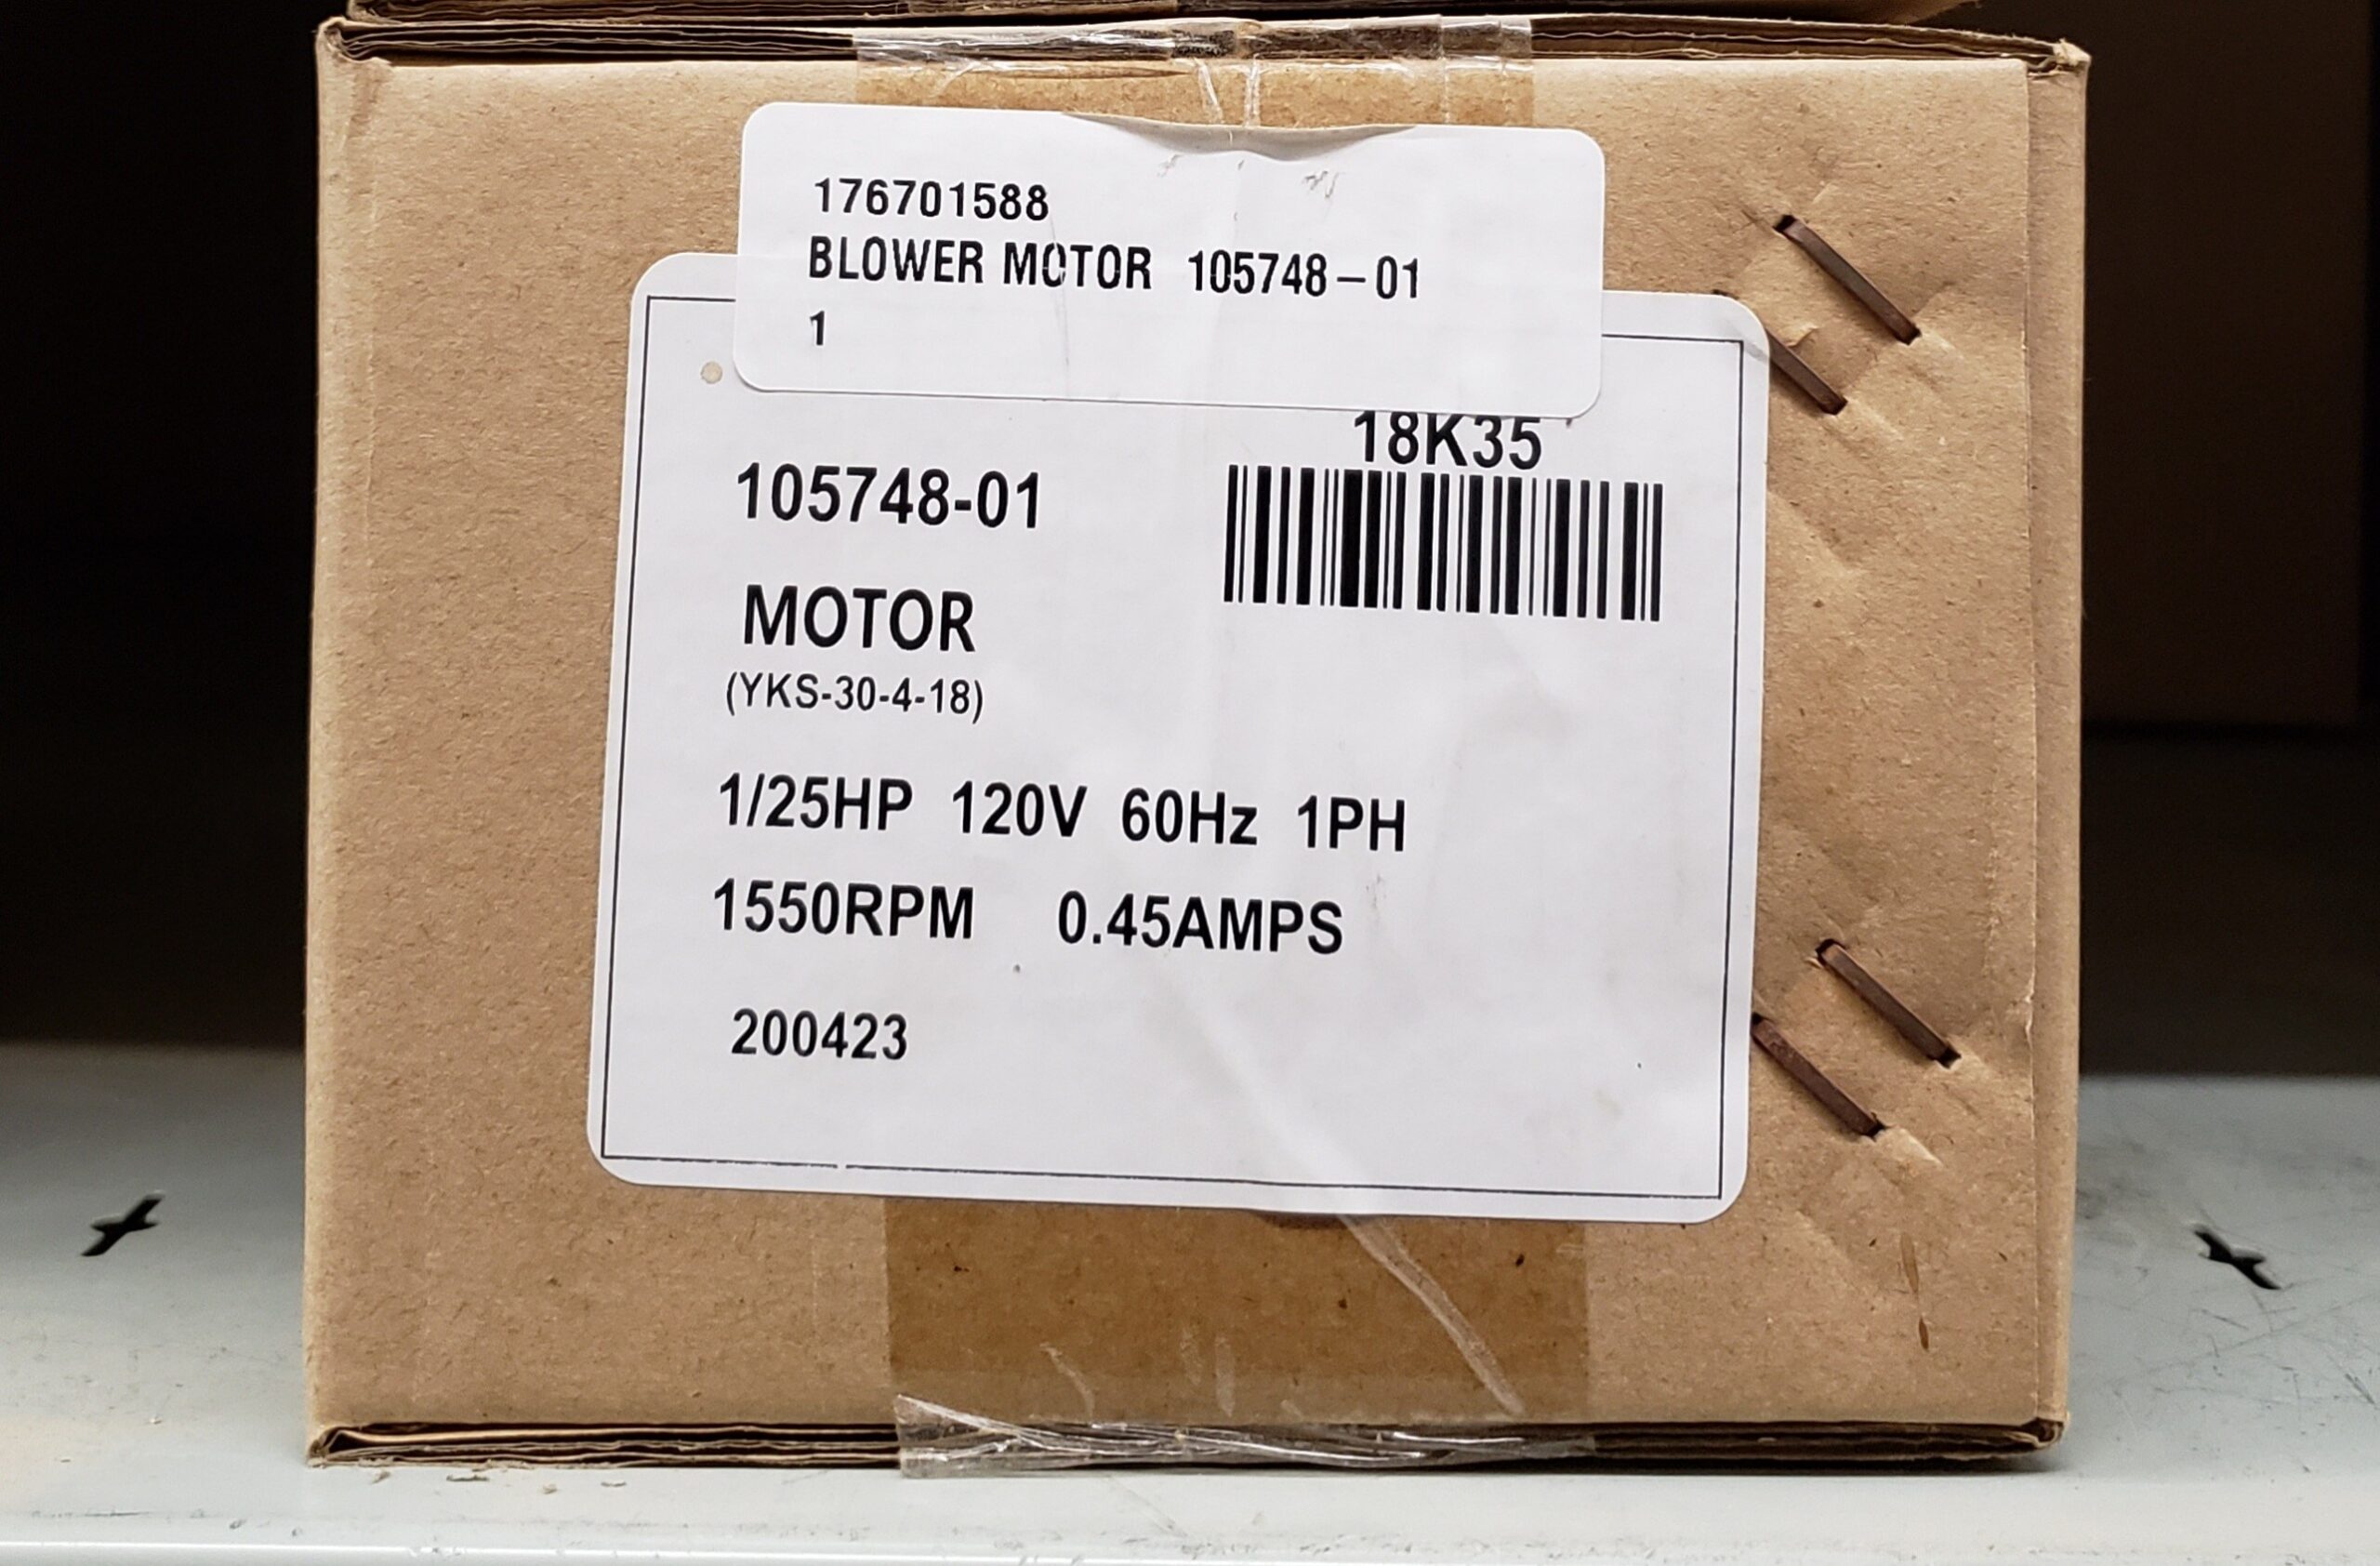 176701588
BLOWER MOTOR 105748-01
1
18K35
105748-01
MOTOR
(YKS-30-4-18)
1/25HP 120V 60Hz 1PH
1550RPM 0.45AMPS
200423